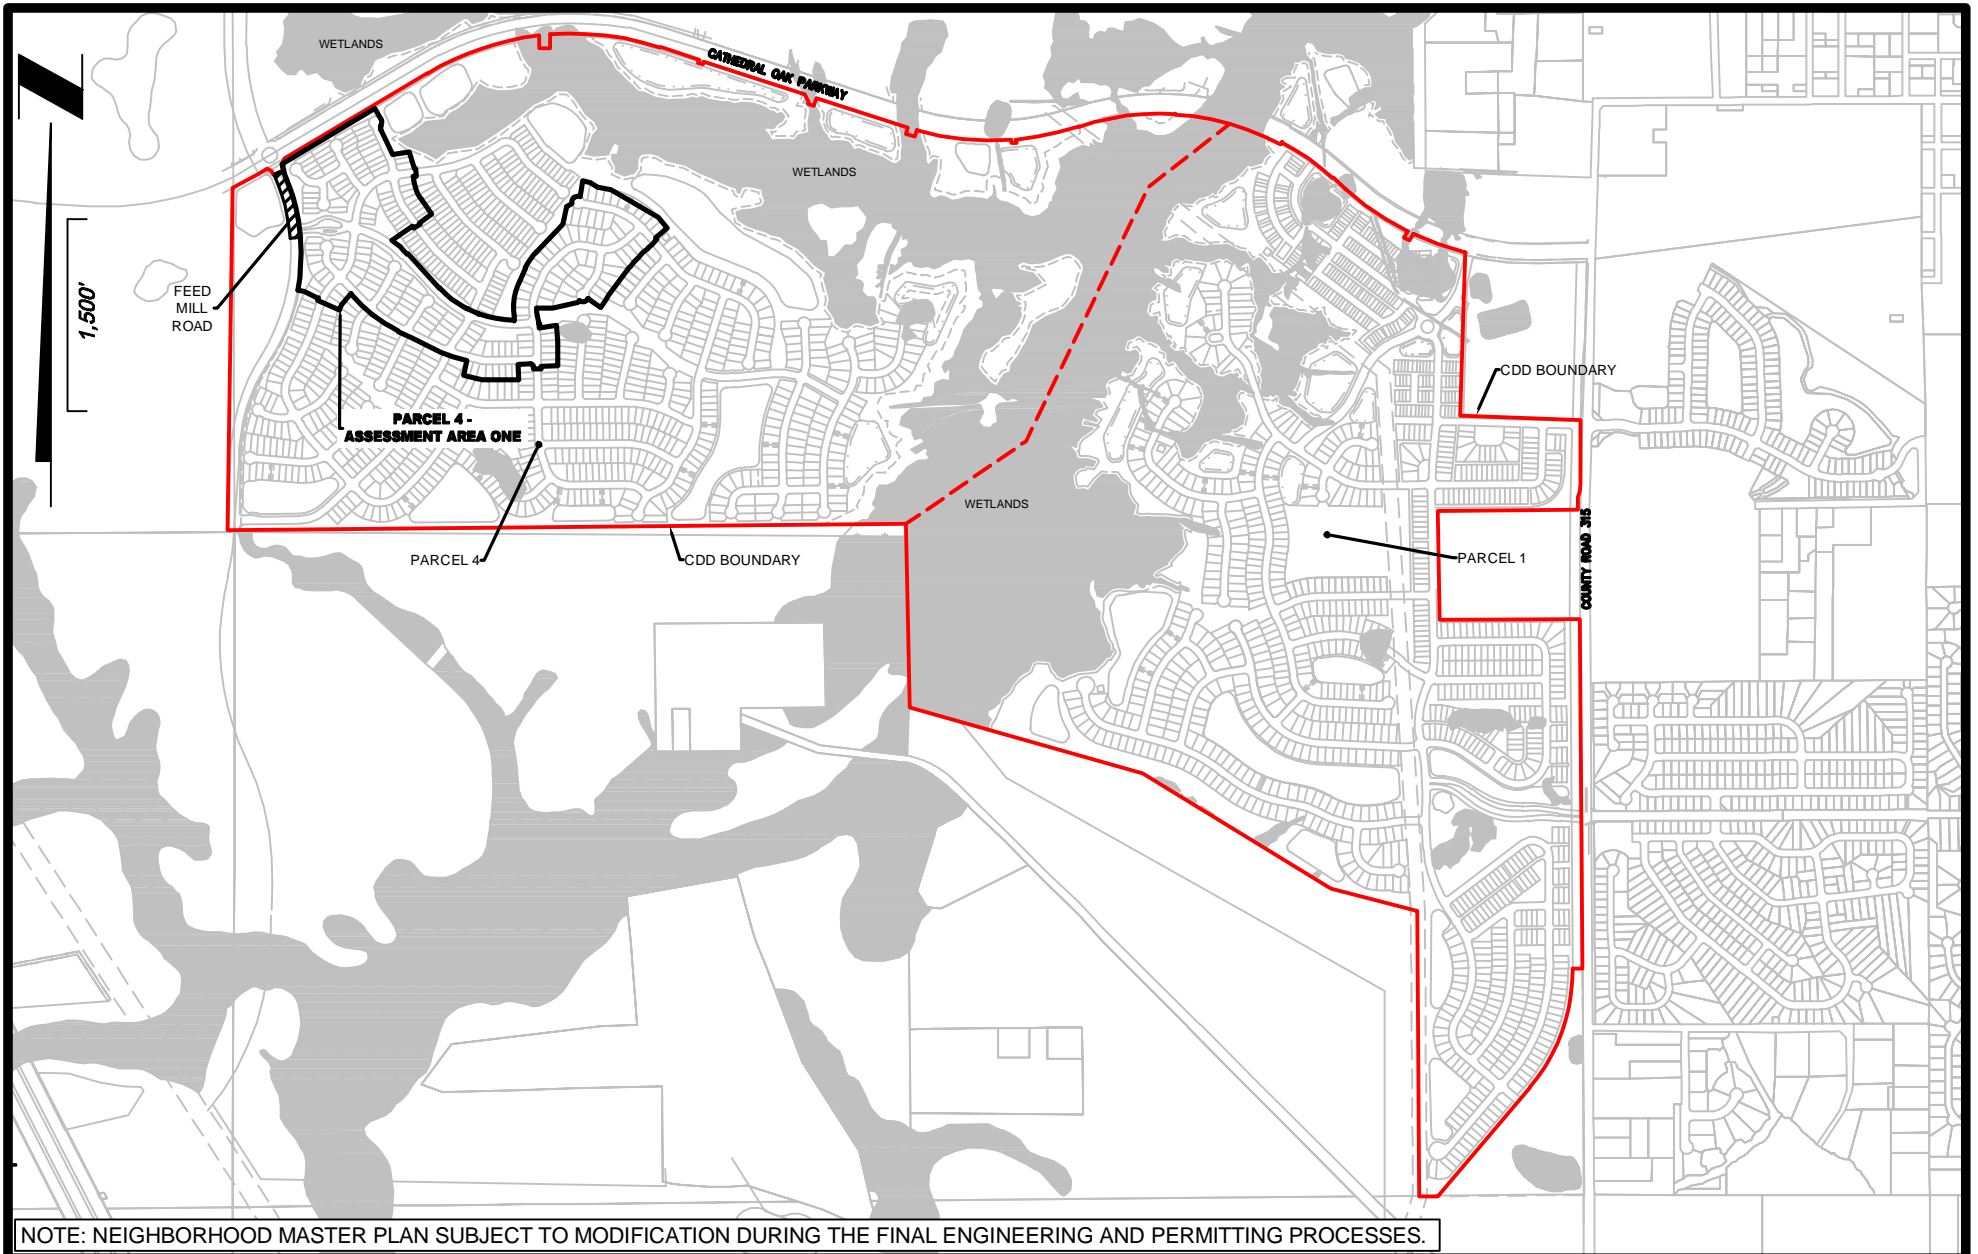 WETLANDS
CATHEDRAL OAK PARKWAY
WETLANDS
FEED
MILL
ROAD
1,500'
CDD BOUNDARY
PARCEL 4 -
ASSESSMENT AREA ONE
WETLANDS
PARCEL 4
CDD BOUNDARY
PARCEL 1
COUNTY ROAD 315
NOTE: NEIGHBORHOOD MASTER PLAN SUBJECT TO MODIFICATION DURING THE FINAL ENGINEERING AND PERMITTING PROCESSES.